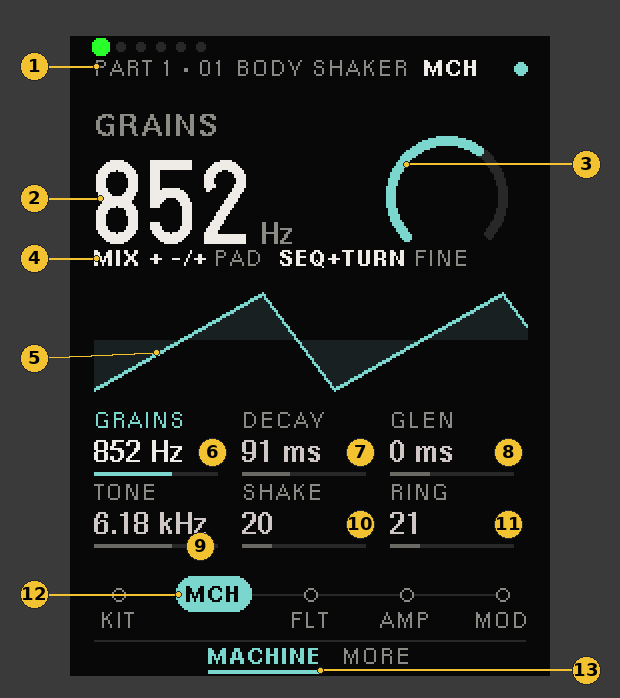 1 PART 1 · 01 BODY SHAKER MCH
GRAINS
3
2 852 Hz
4 MIX + -/+ PAD SEQ+TURN FINE
5
GRAINS DECAY GLEN
852 Hz 6 91 ms 7 0 ms 8
TONE SHAKE RING
6.18 kHz 9 20 10 21 11
12 MCH
KIT FLT AMP MOD
MACHINE MORE
13